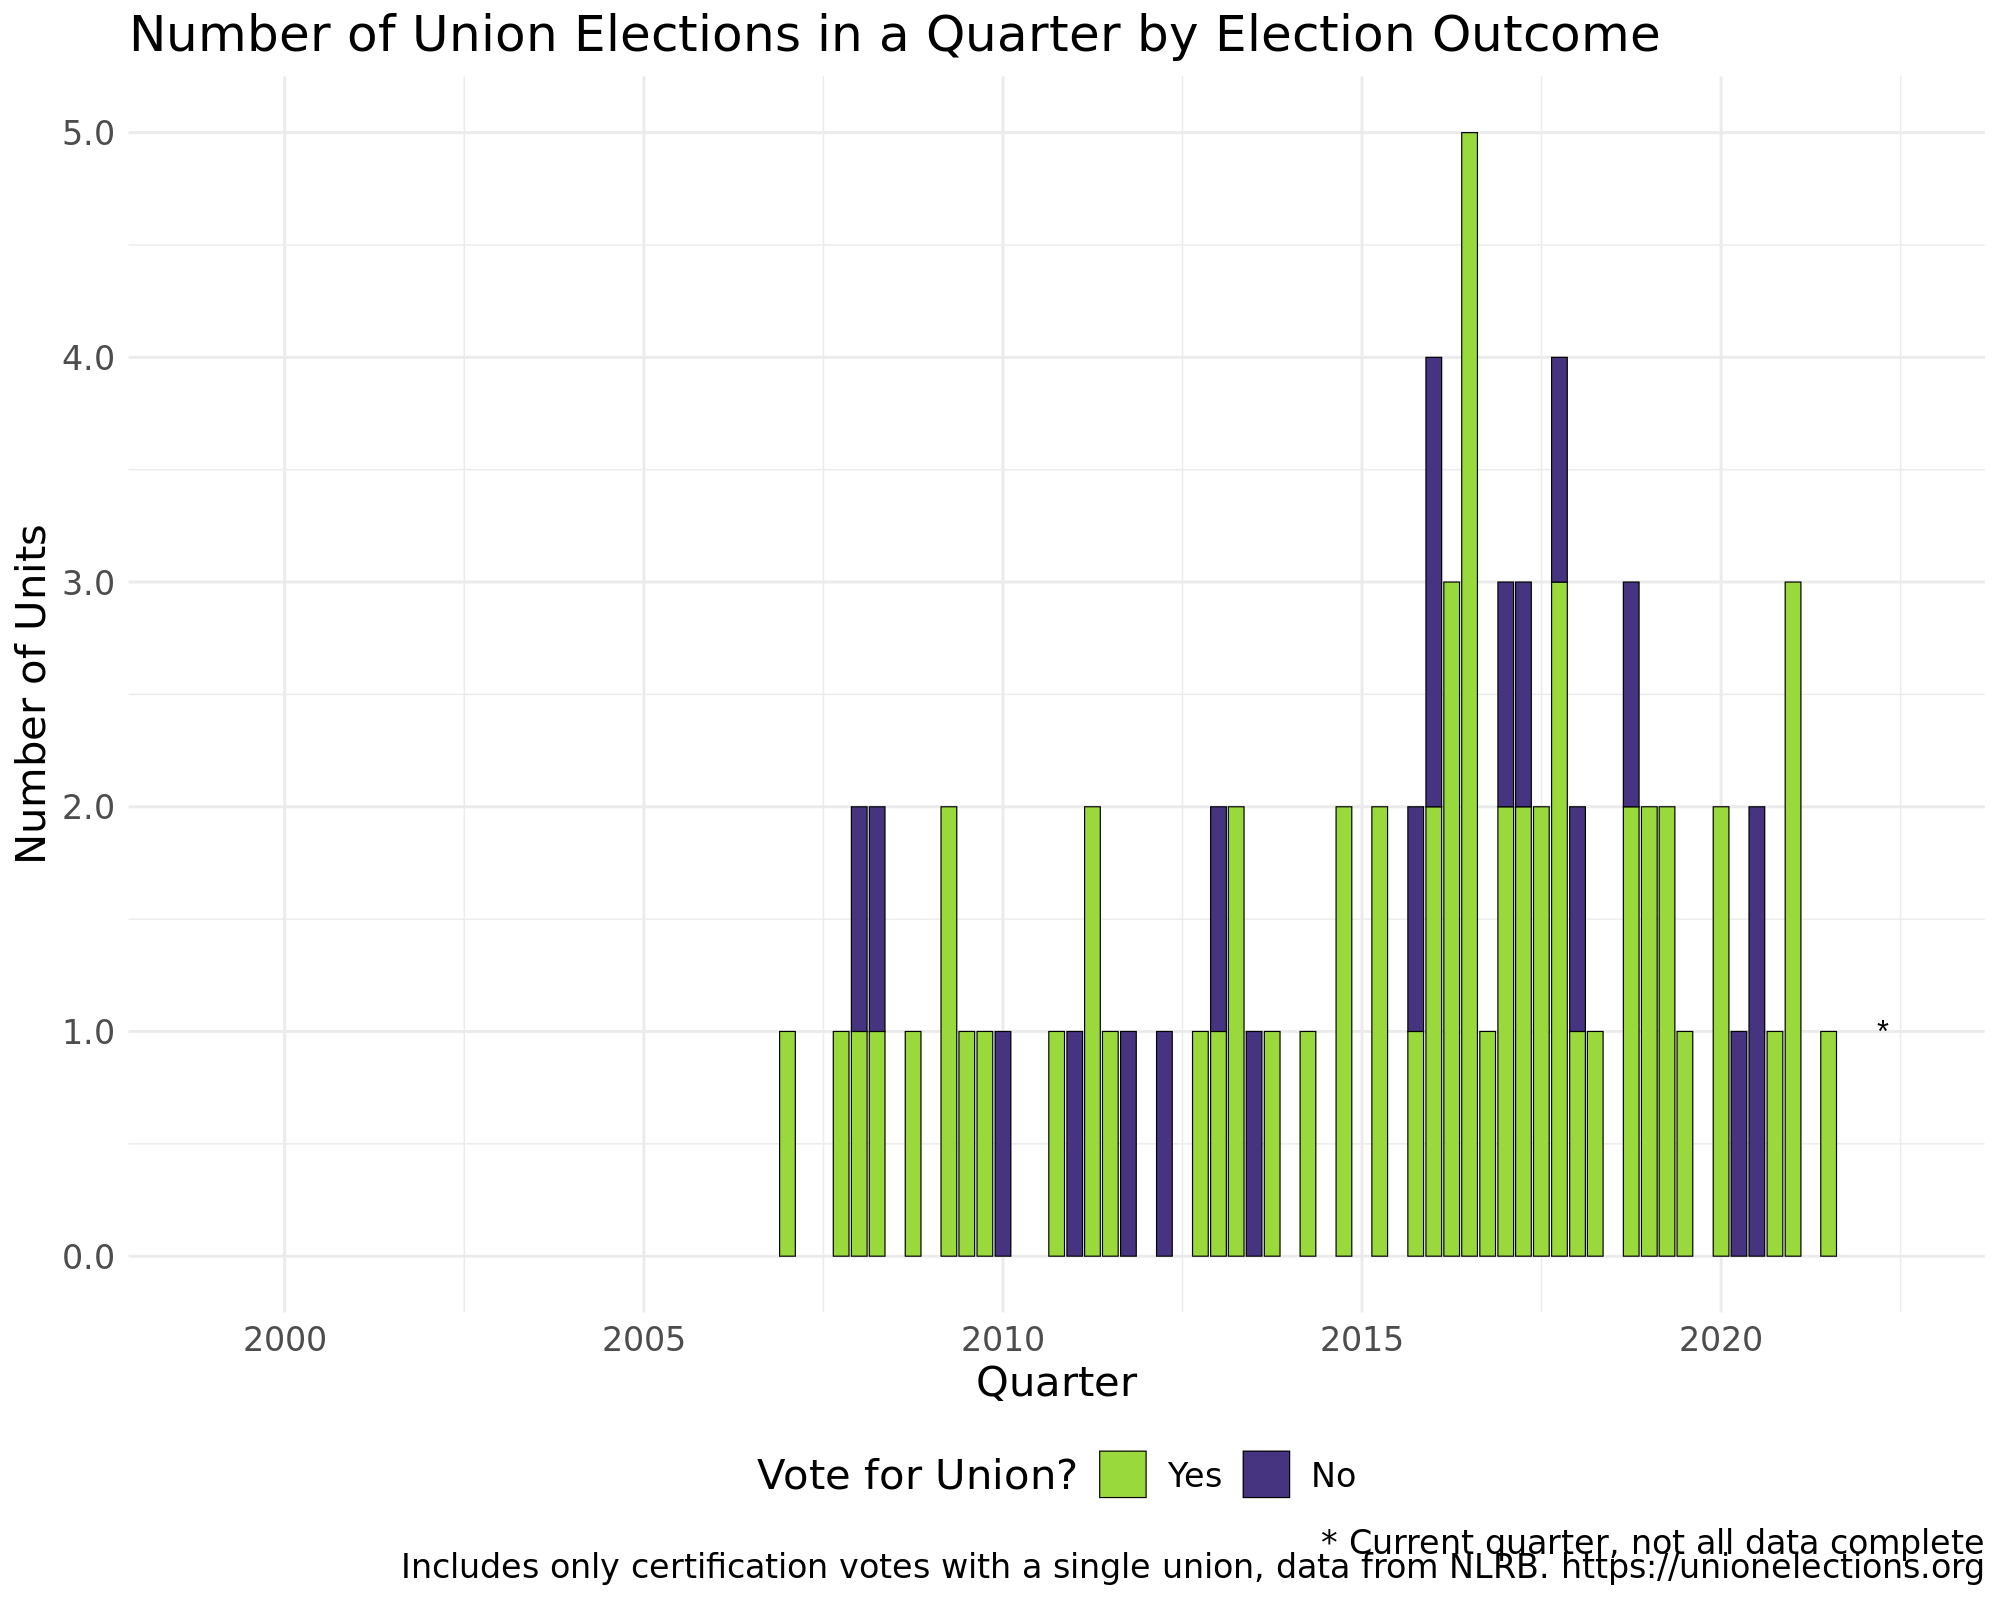 Number of Union Elections in a Quarter by Election Outcome
Number of Units
5.0
4.0
3.0
2.0
1.0
0.0
*
2000 2005 2010 2015 2020
Quarter
Vote for Union? Yes No
* Current quarter, not all data complete
Includes only certification votes with a single union, data from NLRB. https://unionelections.org